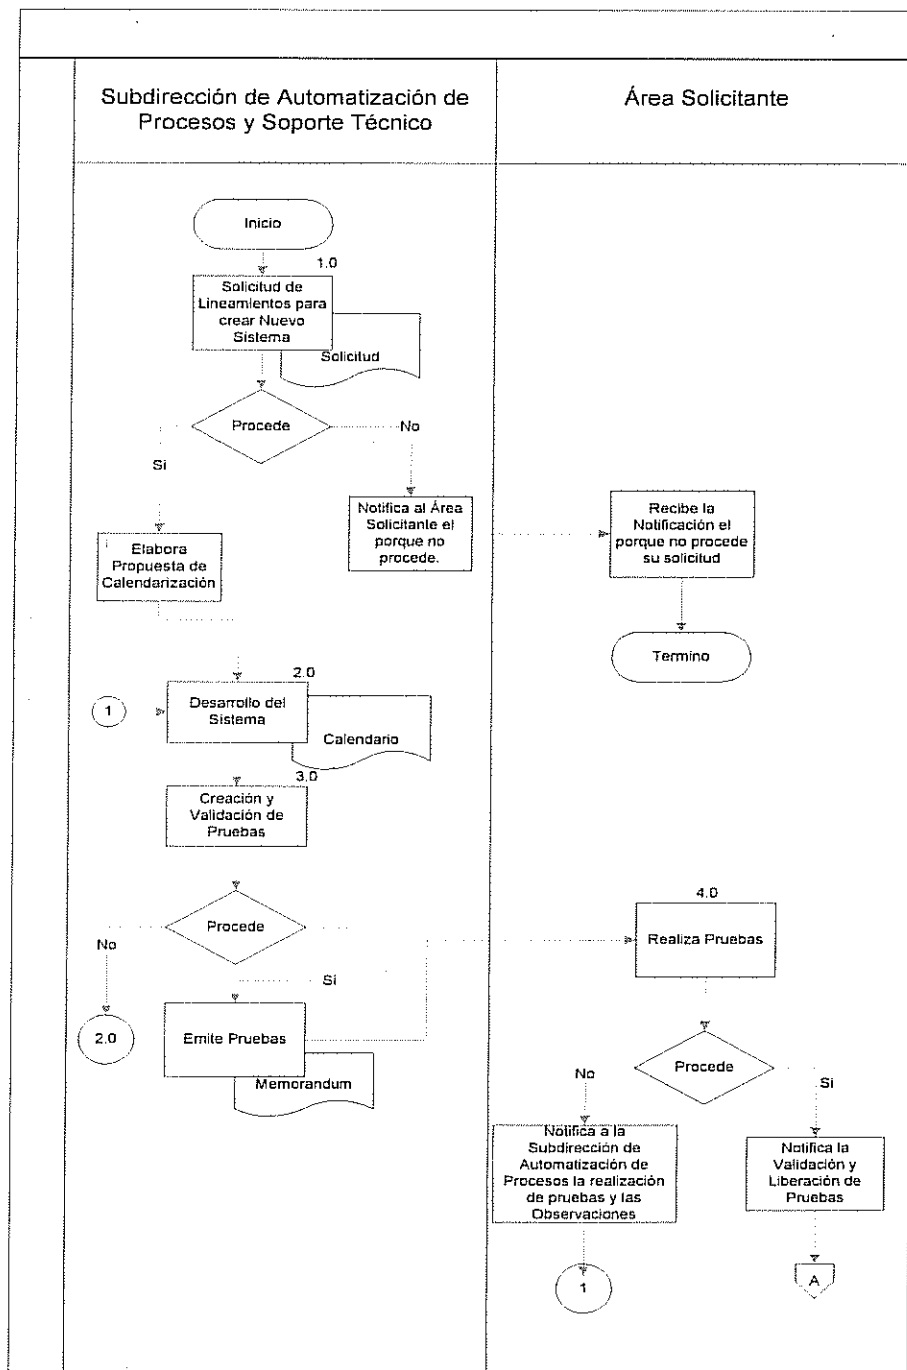 Subdirección de Automatización de
Procesos y Soporte Técnico
Área Solicitante
Inicio
1.0
Solicitud de
Lineamientos para
crear Nuevo
Sistema
Solicitud
Procede
No
Si
Notifica al Área
Solicitante el
porque no
procede.
Recibe la
Notificación el
porque no procede
su solicitud
Elabora
Propuesta de
Calendarización
Termino
2.0
1
Desarrollo del
Sistema
Calendario
3.0
Creación y
Validación de
Pruebas
Procede
No
Si
4.0
Realiza Pruebas
2.0
Emite Pruebas
Memorandum
Procede
No
Si
Notifica a la
Subdirección de
Automatización de
Procesos la realización
de pruebas y las
Observaciones
Notifica la
Validación y
Liberación de
Pruebas
1
A